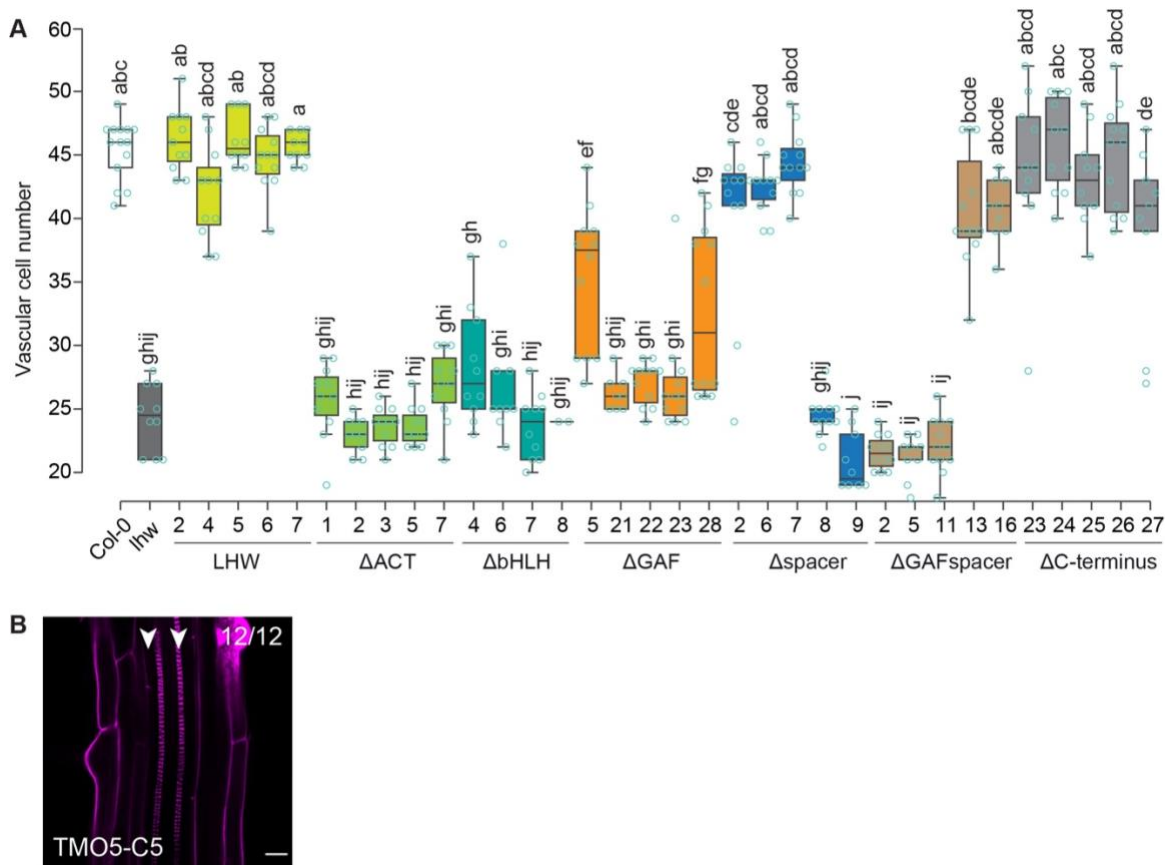 A
60
50
45
40
35
30
25
20
Vascular cell number
abc
ghij
ab
abcd
ab
abcd
a
ghij
hij
hij
hij
ghi
gh
ghi
hij
ghij
ef
ghij
ghi
ghi
fg
cde
abcd
abcd
ghij
j
ij
ij
ij
bcde
abcde
abcd
abc
abcd
abcd
de
Col-0 lhw 2 4 5 6 7 1 2 3 5 7 4 6 7 8 5 21 22 23 28 2 6 7 8 9 2 5 11 13 16 23 24 25 26 27
LHW ΔACT ΔbHLH ΔGAF Δspacer ΔGAFspacer ΔC-terminus
B
12/12
TMO5-C5